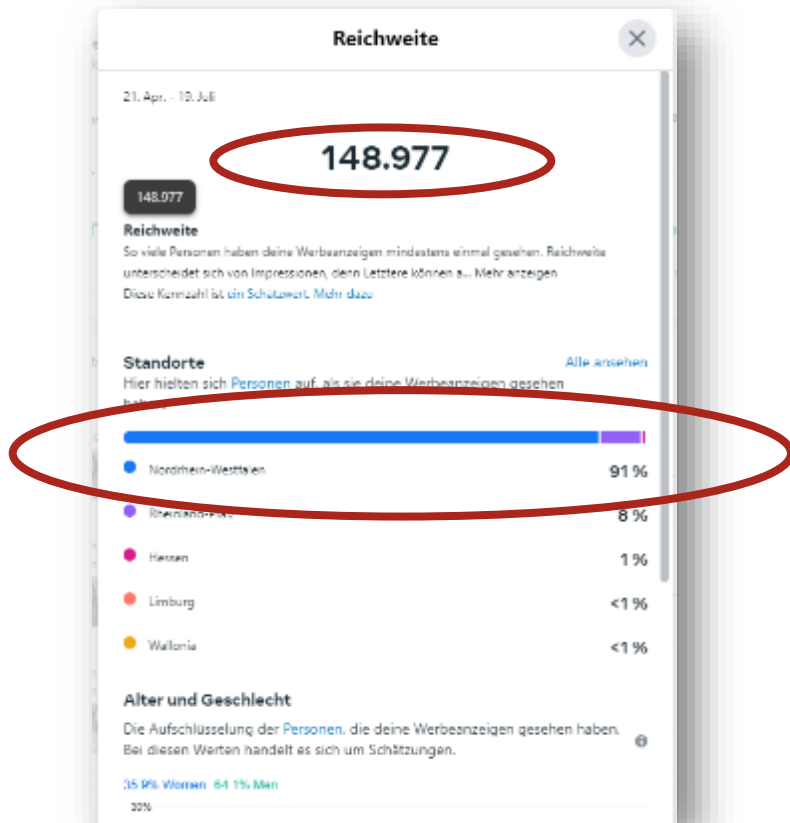 Reichweite
21. Apr. - 19. Juli
148.977
148.977
Reichweite
So viele Personen haben deine Werbeanzeigen mindestens einmal gesehen. Reichweite
unterscheidet sich von Impressionen, denn Letztere können a... Mehr anzeigen
Diese Kennzahl ist ein Schätzwert. Mehr dazu
Standorte
Alle ansehen
Hier hielten sich Personen auf, als sie deine Werbeanzeigen gesehen
Nordrhein-Westfalen
91 %
Rheinland-Pfalz
8 %
Hessen
1 %
Limburg
<1 %
Wallonia
<1 %
Alter und Geschlecht
Die Aufschlüsselung der Personen, die deine Werbeanzeigen gesehen haben.
Bei diesen Werten handelt es sich um Schätzungen.
35.9% Women 64.1% Men